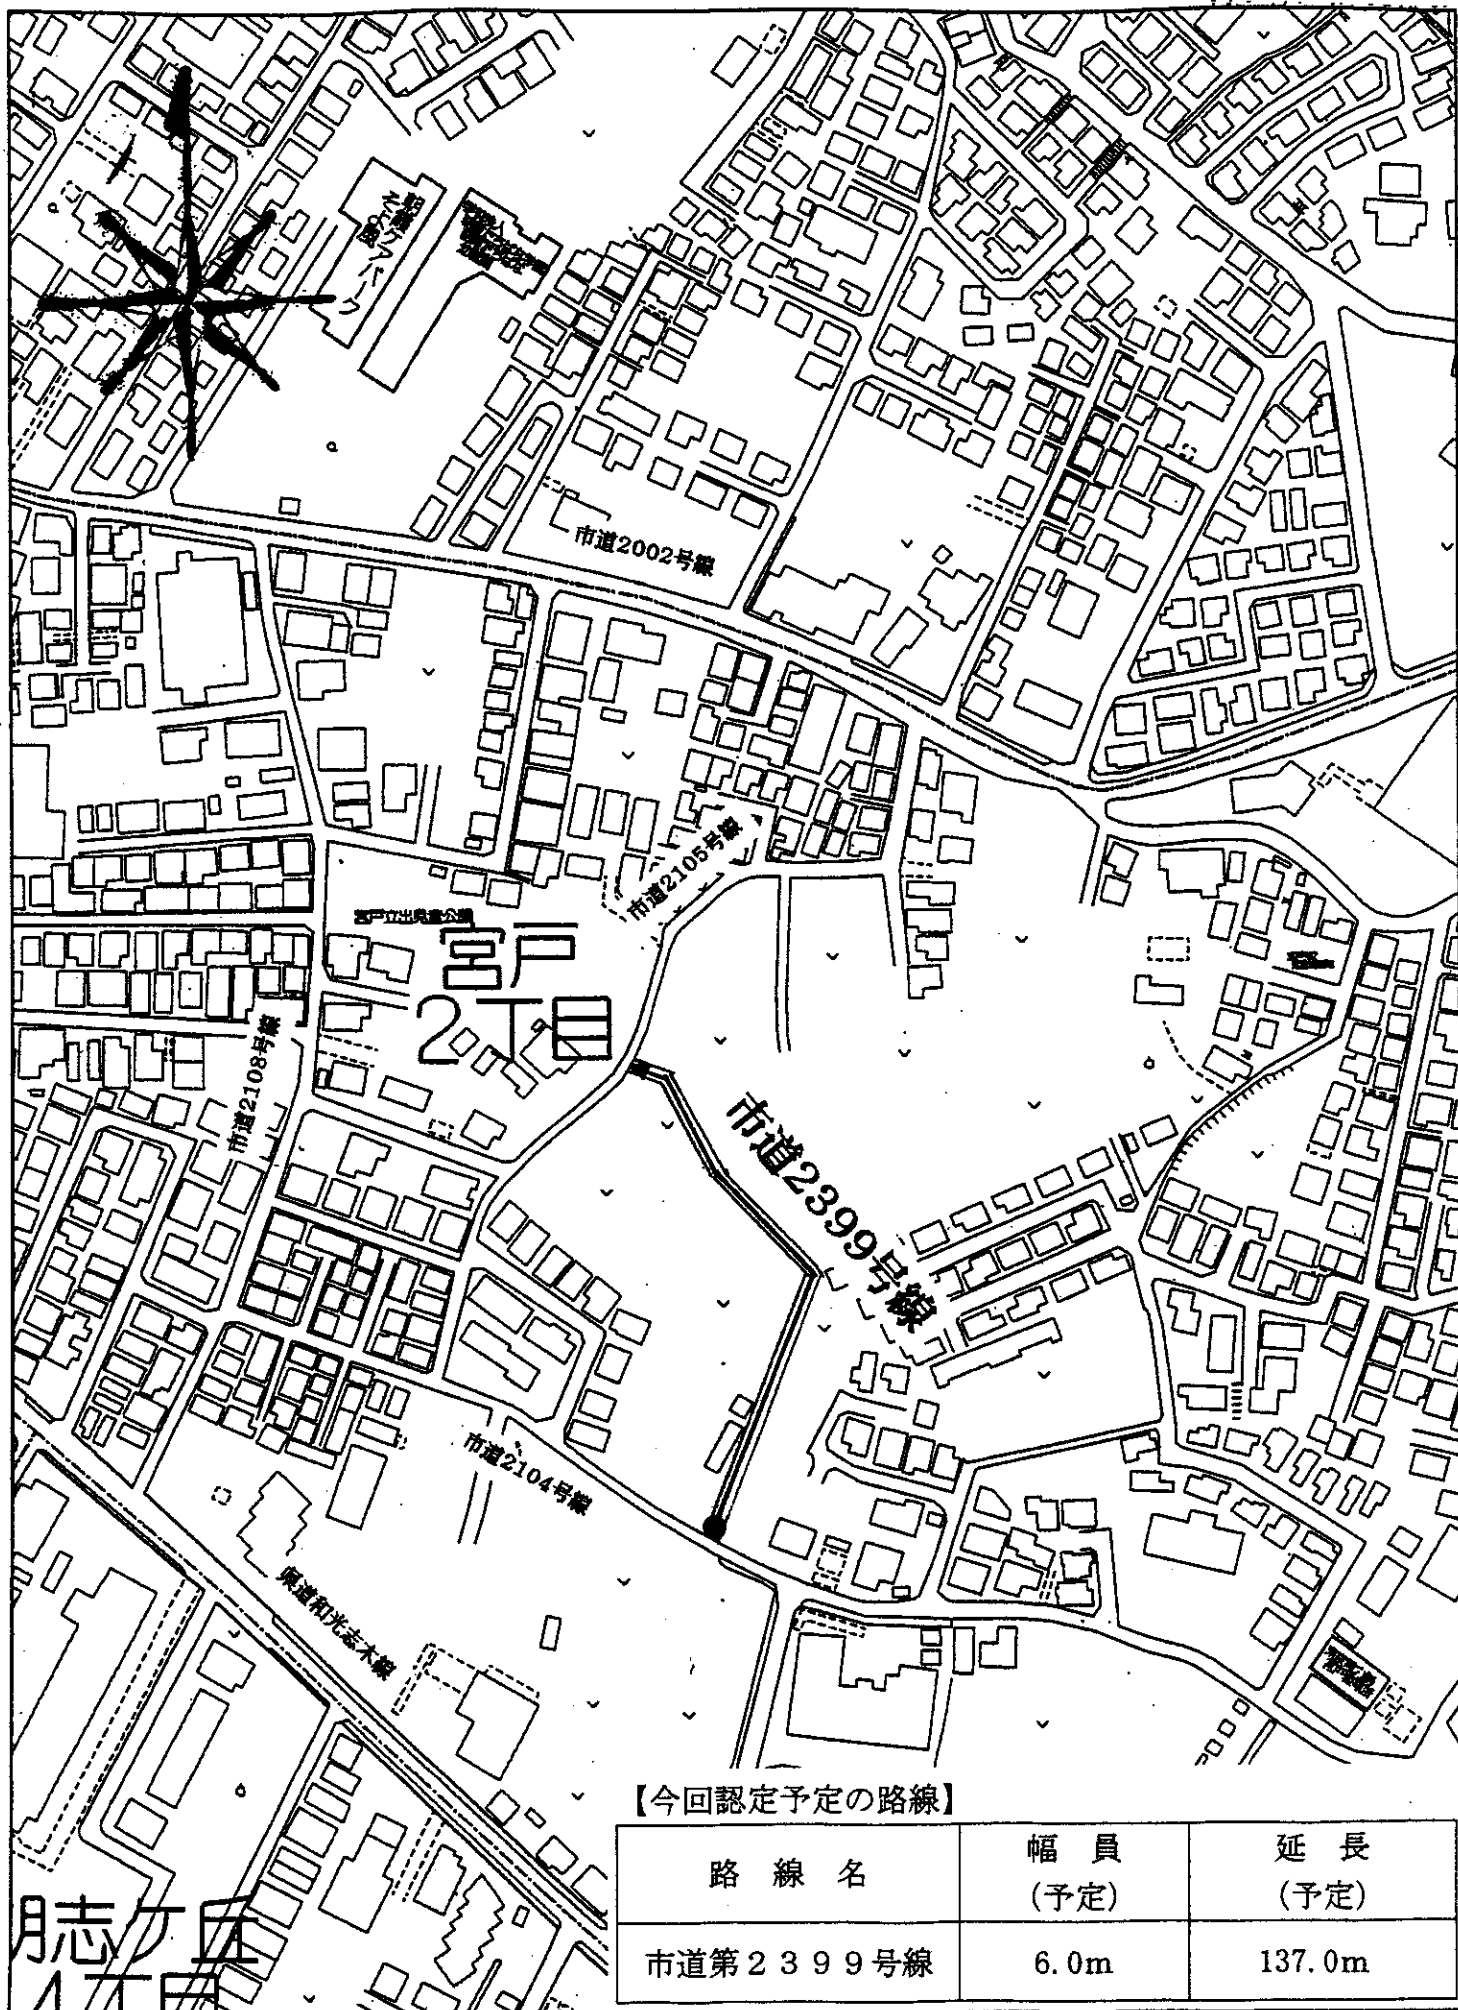 市道2002号線
市道2105号線
宮戸
2丁目
市道2108号線
市道2399号線
市道2104号線
県道和光志木線
【今回認定予定の路線】
路線名 幅員 延長
(予定) (予定)
市道第2399号線 6.0m 137.0m